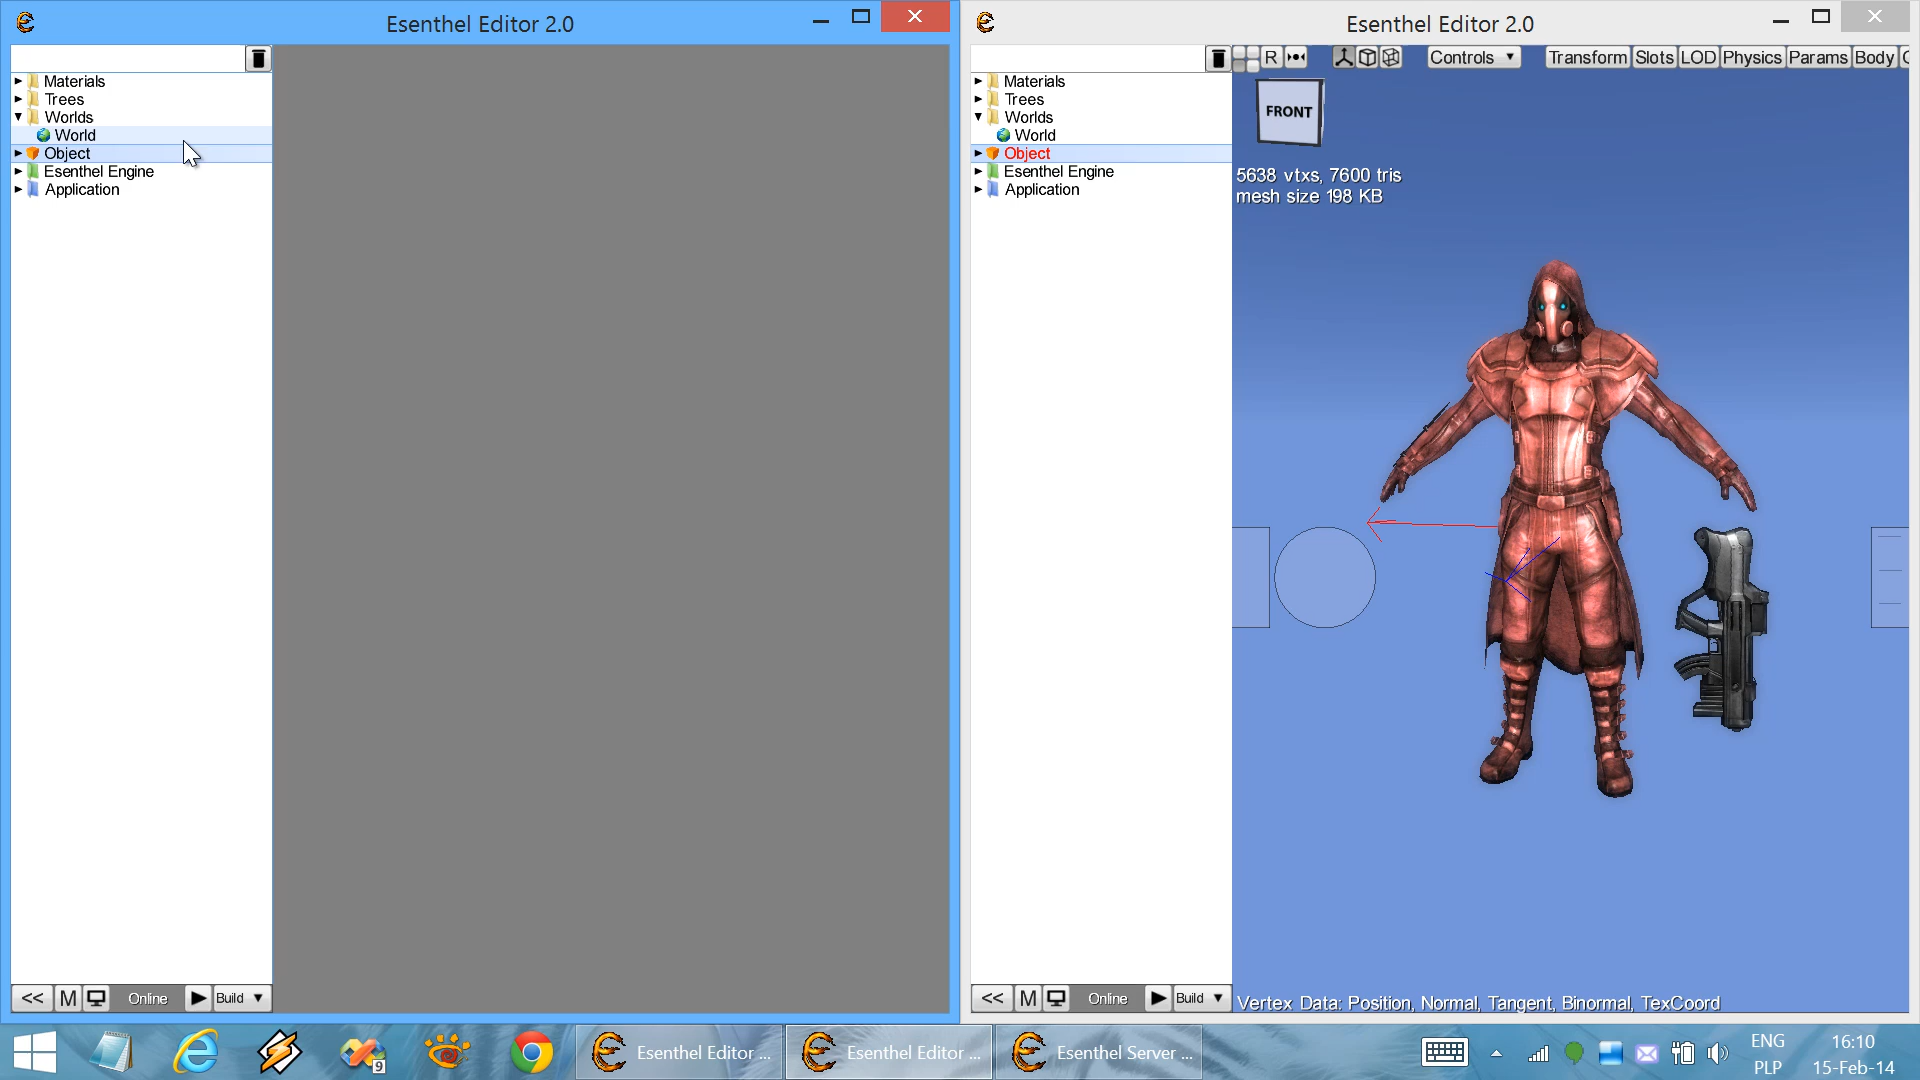 Esenthel Editor 2.0
Materials
Trees
Worlds
World
Object
Esenthel Engine
Application
<< M Online Build
Esenthel Editor 2.0
R Controls Transform Slots LOD Physics Params Body
Materials
Trees
Worlds
World
Object
Esenthel Engine
Application
FRONT
5638 vtxs, 7600 tris
mesh size 198 KB
<< M Online Build
Vertex Data: Position, Normal, Tangent, Binormal, TexCoord
9
Esenthel Editor ...
Esenthel Editor ...
Esenthel Server ...
ENG
PLP
16:10
15-Feb-14